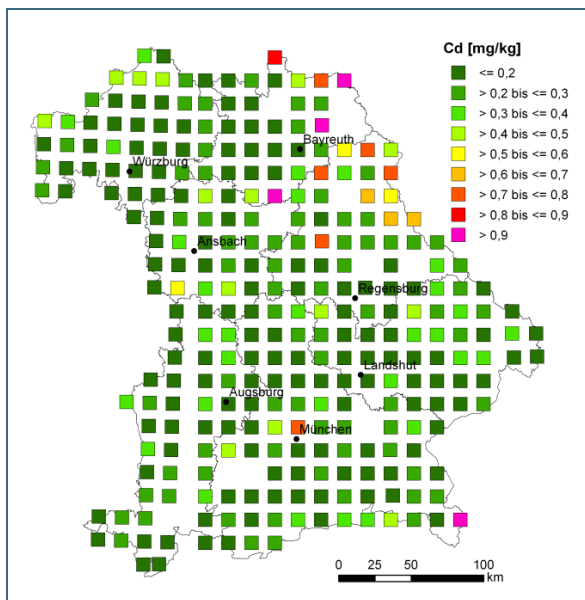 Cd [mg/kg]
<= 0,2
> 0,2 bis <= 0,3
> 0,3 bis <= 0,4
> 0,4 bis <= 0,5
> 0,5 bis <= 0,6
> 0,6 bis <= 0,7
> 0,7 bis <= 0,8
> 0,8 bis <= 0,9
> 0,9
Bayreuth
Würzburg
Ansbach
Regensburg
Landshut
Augsburg
München
0 25 50 100
km